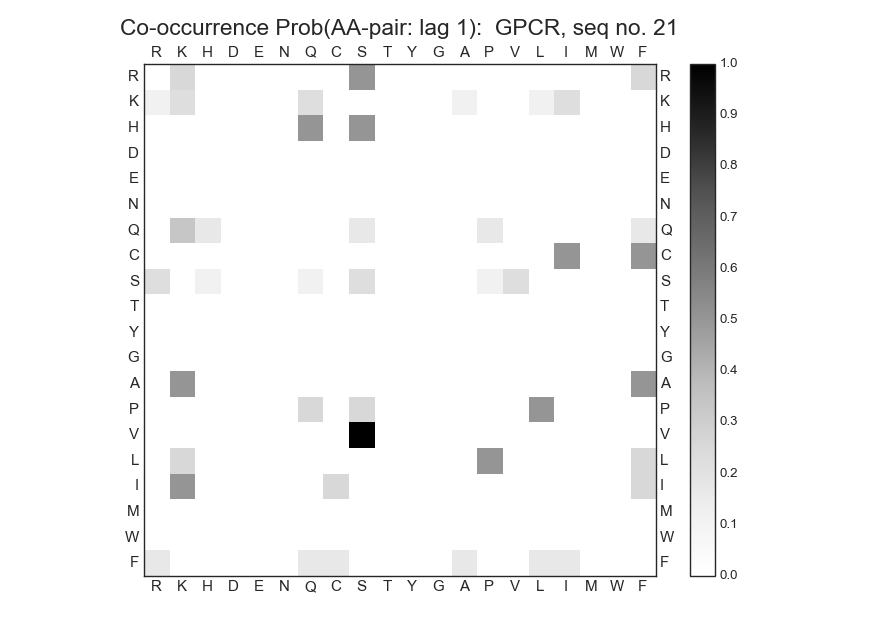 Co-occurrence Prob(AA-pair: lag 1):  GPCR, seq no. 21
R K H D E N Q C S T Y G A P V L I M W F
1.0
R R
0.9
K K
H H
0.8
D D
E E
0.7
N N
0.6
Q Q
C C
0.5
S S
T T
0.4
Y Y
G G
0.3
A A
P P
V V
0.2
L L
I I
0.1
M M
W W
F F
0.0
R K H D E N Q C S T Y G A P V L I M W F